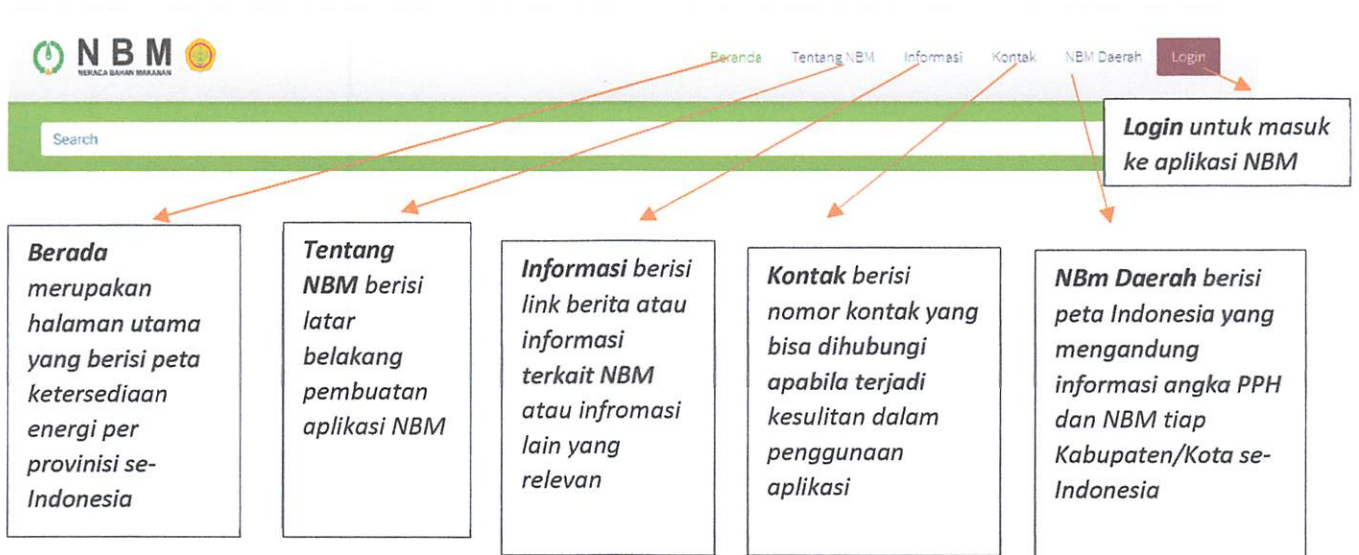 NBM
NERACA BAHAN MAKANAN
Beranda Tentang NBM Informasi Kontak NBM Daerah Login
Search
Login untuk masuk
ke aplikasi NBM
Berada
merupakan
halaman utama
yang berisi peta
ketersediaan
energi per
provinisi se-
Indonesia
Tentang
NBM berisi
latar
belakang
pembuatan
aplikasi NBM
Informasi berisi
link berita atau
informasi
terkait NBM
atau infromasi
lain yang
relevan
Kontak berisi
nomor kontak yang
bisa dihubungi
apabila terjadi
kesulitan dalam
penggunaan
aplikasi
NBm Daerah berisi
peta Indonesia yang
mengandung
informasi angka PPH
dan NBM tiap
Kabupaten/Kota se-
Indonesia